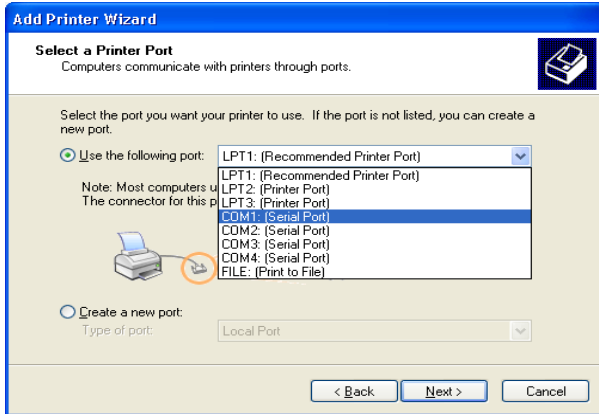 Add Printer Wizard
Select a Printer Port
Computers communicate with printers through ports.
Select the port you want your printer to use. If the port is not listed, you can create a
new port.
Use the following port:
LPT1: (Recommended Printer Port)
LPT1: (Recommended Printer Port)
LPT2: (Printer Port)
LPT3: (Printer Port)
COM1: (Serial Port)
COM2: (Serial Port)
COM3: (Serial Port)
COM4: (Serial Port)
FILE: (Print to File)
Note: Most computers u
The connector for this p
Create a new port:
Type of port:
Local Port
< Back
Next >
Cancel